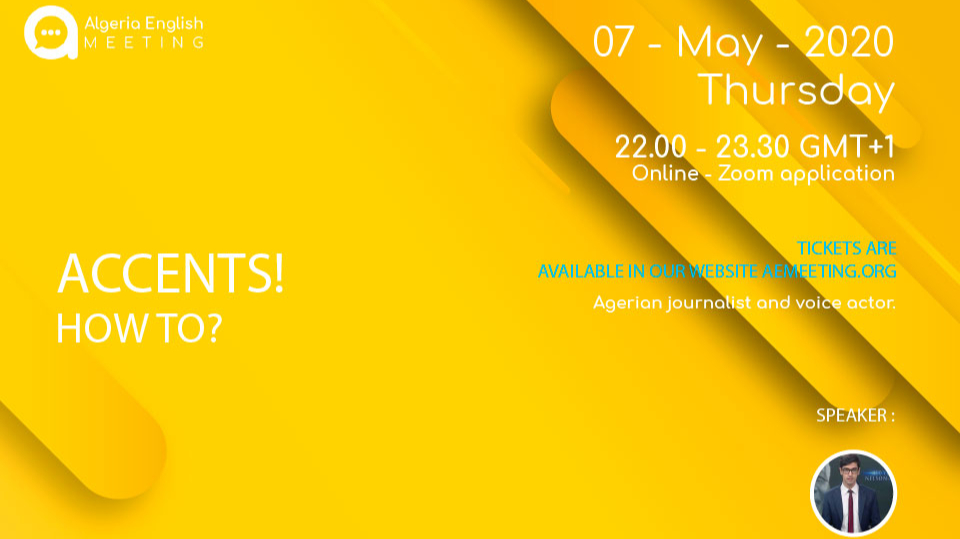 Algeria English
MEETING
07 - May - 2020
Thursday
22.00 - 23.30 GMT+1
Online - Zoom application
ACCENTS!
HOW TO?
TICKETS ARE
AVAILABLE IN OUR WEBSITE AEMEETING.ORG
Agerian journalist and voice actor.
SPEAKER :
NELSON